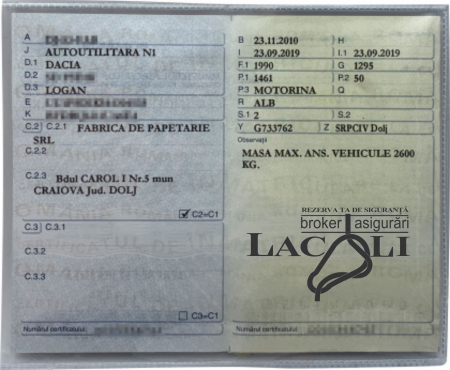 A
J AUTOUTILITARA N1
D.1 DACIA
D.2
D.3 LOGAN
E
K
C.2) C.2.1 FABRICA DE PAPETARIE
SRL
C.2.2
C.2.3 Bdul CAROL I Nr.5 mun
CRAIOVA Jud. DOLJ
C2=C1
C.3) C.3.1
C.3.2
C.3.3
C3=C1
Numărul certificatului:
B 23.11.2010 H
I 23.09.2019 I.1 23.09.2019
F.1 1990 G 1295
P.1 1461 P.2 50
P.3 MOTORINA Q
R ALB
S.1 2 S.2
Y G733762 Z SRPCIV Dolj
Observații
MASA MAX. ANS. VEHICULE 2600
KG.
REZERVA TA DE SIGURANȚĂ
broker asigurări
LACOLI
Numărul certificatului: